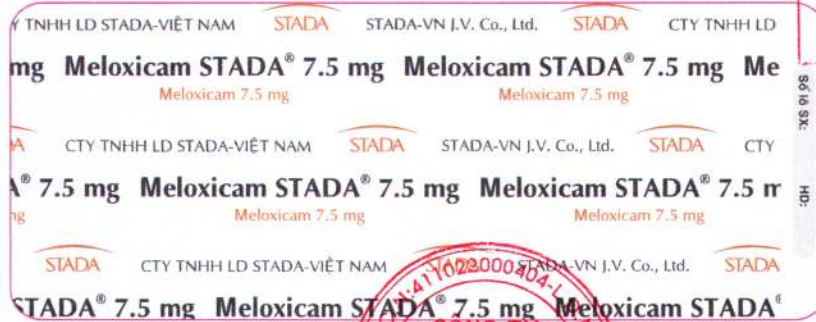 Y TNHH LD STADA-VIỆT NAM STADA STADA-VN J.V. Co., Ltd. STADA CTY TNHH LD
mg Meloxicam STADA® 7.5 mg Meloxicam STADA® 7.5 mg Me
Meloxicam 7.5 mg Meloxicam 7.5 mg
A CTY TNHH LD STADA-VIỆT NAM STADA STADA-VN J.V. Co., Ltd. STADA CTY
A® 7.5 mg Meloxicam STADA® 7.5 mg Meloxicam STADA® 7.5 m
ng Meloxicam 7.5 mg Meloxicam 7.5 mg
STADA CTY TNHH LD STADA-VIỆT NAM STADA STADA-VN J.V. Co., Ltd. STADA
STADA® 7.5 mg Meloxicam STADA® 7.5 mg Meloxicam STADA®
Số lô SX: HD:
411023000404